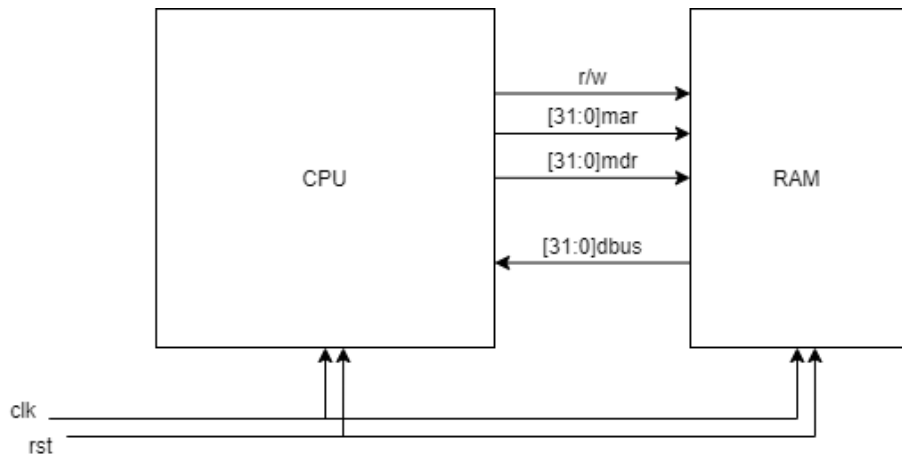 r/w
[31:0]mar
[31:0]mdr
CPU
RAM
[31:0]dbus
clk
rst